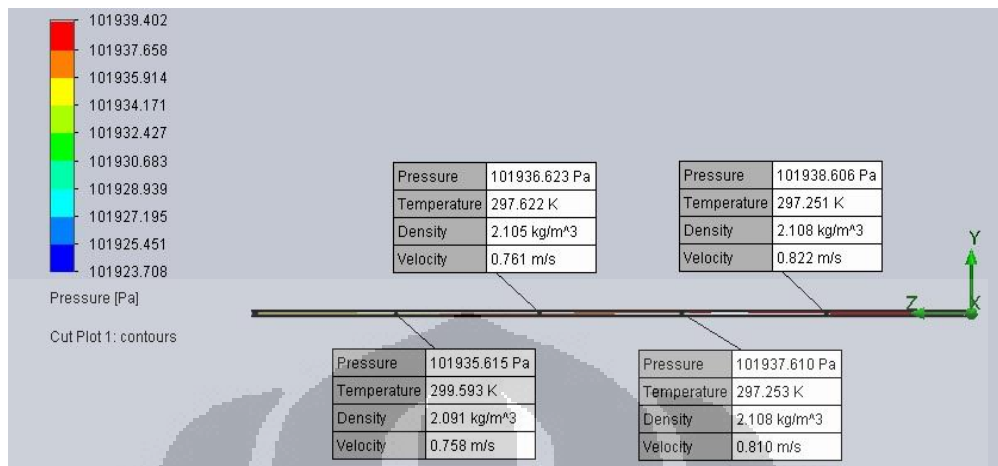 101939.402
101937.658
101935.914
101934.171
101932.427
101930.683
101928.939
101927.195
101925.451
101923.708
Pressure [Pa]
Cut Plot 1: contours
Pressure 101936.623 Pa
Temperature 297.622 K
Density 2.105 kg/m^3
Velocity 0.761 m/s
Pressure 101938.606 Pa
Temperature 297.251 K
Density 2.108 kg/m^3
Velocity 0.822 m/s
Y
Z
X
Pressure 101935.615 Pa
Temperature 299.593 K
Density 2.091 kg/m^3
Velocity 0.758 m/s
Pressure 101937.610 Pa
Temperature 297.253 K
Density 2.108 kg/m^3
Velocity 0.810 m/s